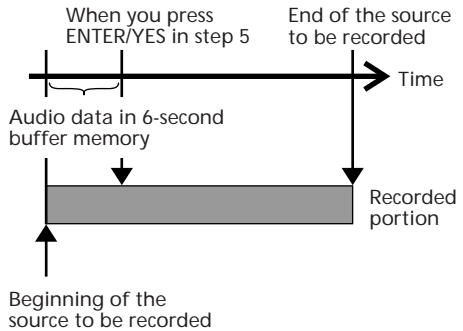 When you press
ENTER/YES in step 5
End of the source
to be recorded
Time
Audio data in 6-second
buffer memory
Recorded
portion
Beginning of the
source to be recorded